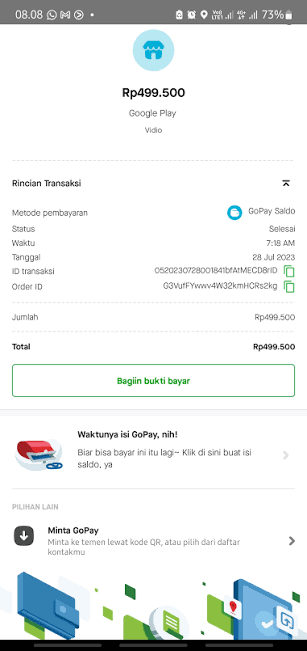 08.08
73%
Rp499.500
Google Play
Vidio
Rincian Transaksi
Metode pembayaran GoPay Saldo
Status Selesai
Waktu 7:18 AM
Tanggal 28 Jul 2023
ID transaksi 0520230728001841bfAtMECD8rID
Order ID G3VufFYwwv4W32kmHCRs2kg
Jumlah Rp499.500
Total Rp499.500
Bagiin bukti bayar
Waktunya isi GoPay, nih!
Biar bisa bayar ini itu lagi~ Klik di sini buat isi
saldo, ya
PILIHAN LAIN
Minta GoPay
Minta ke temen lewat kode QR, atau pilih dari daftar
kontakmu